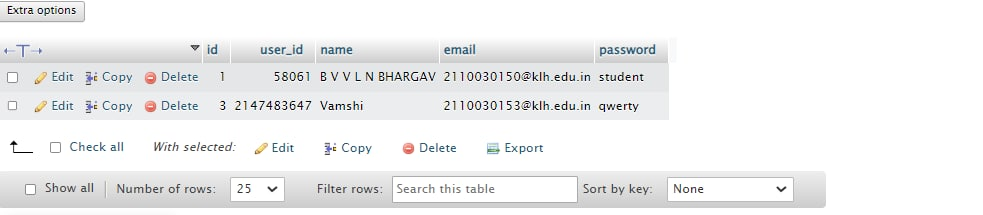 Extra options
←T→ id user_id name email password
Edit Copy Delete 1 58061 B V V L N BHARGAV 2110030150@klh.edu.in student
Edit Copy Delete 3 2147483647 Vamshi 2110030153@klh.edu.in qwerty
Check all With selected: Edit Copy Delete Export
Show all Number of rows: 25 Filter rows: Search this table Sort by key: None